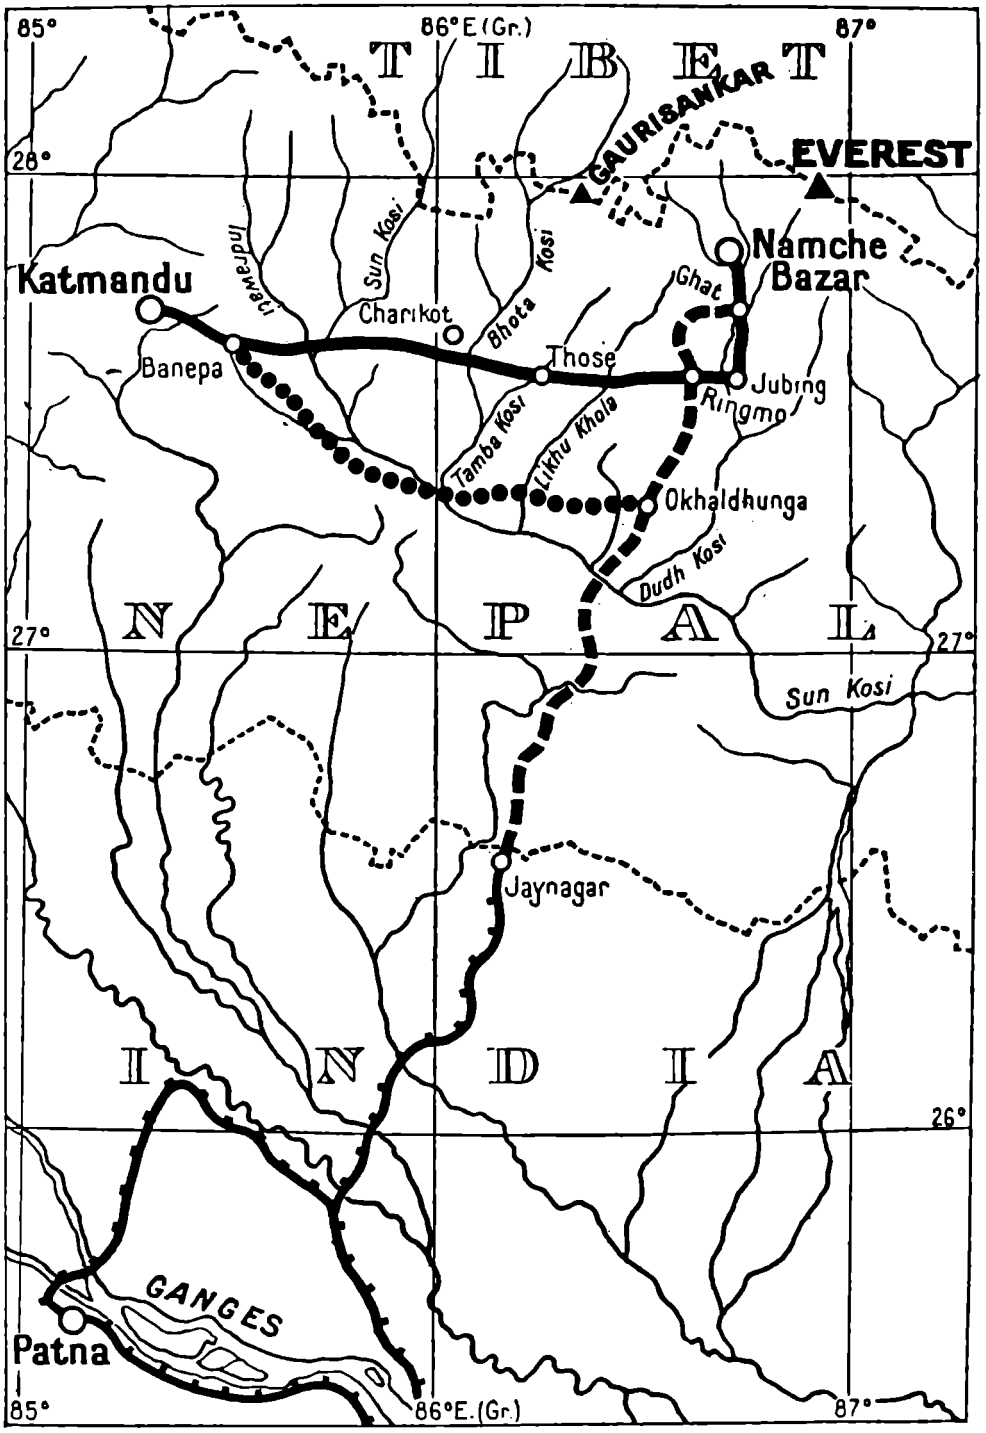 85°
86° E (Gr.)
87°
TIBET
GAURISANKAR
28°
EVEREST
Indrawati
Sun Kosi
Kosi
Bhota
Namche
Bazar
Ghat
Katmandu
Charikot
Banepa
Those
Jubing
Ringmo
Tamba Kosi
Likhu Khola
Okhaldhunga
Dudh Kosi
NEPAL
27°
27°
Sun Kosi
Jaynagar
INDIA
26°
GANGES
Patna
85°
86° E. (Gr.)
87°